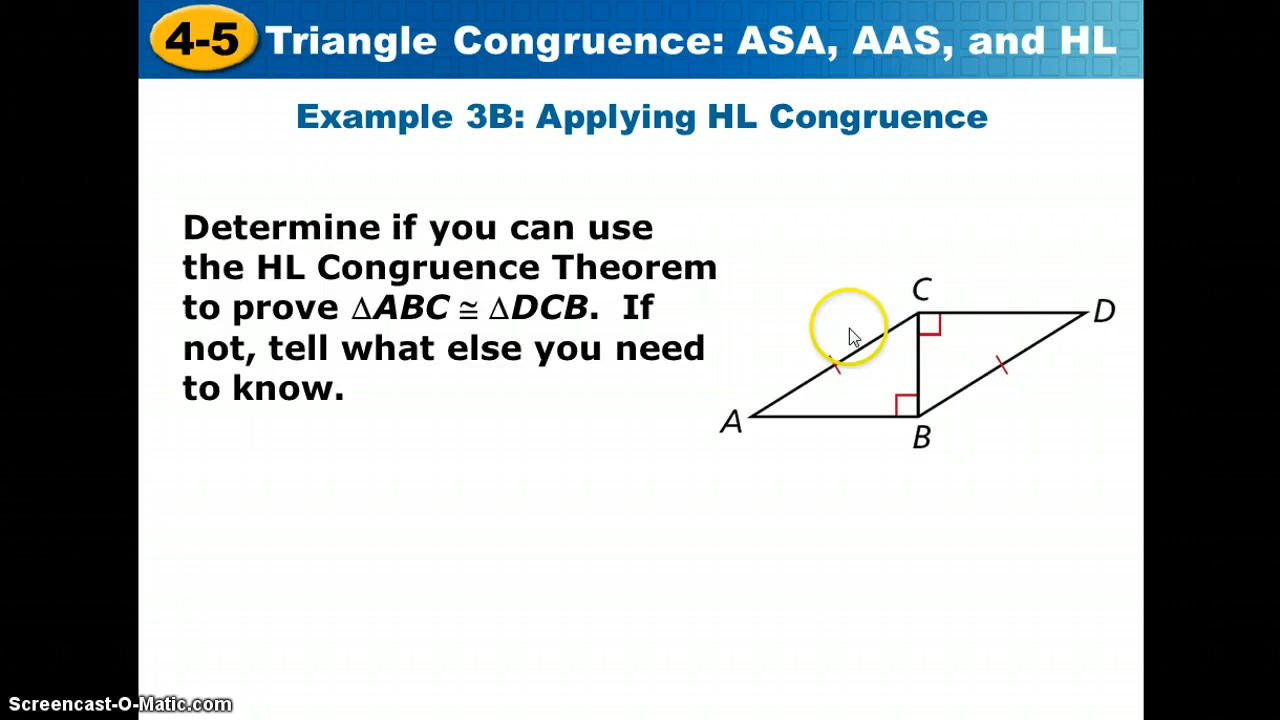 4-5 Triangle Congruence: ASA, AAS, and HL
Example 3B: Applying HL Congruence
Determine if you can use
the HL Congruence Theorem
to prove ∆ABC ≅ ∆DCB. If
not, tell what else you need
to know.
C
D
A
B
Screencast-O-Matic.com